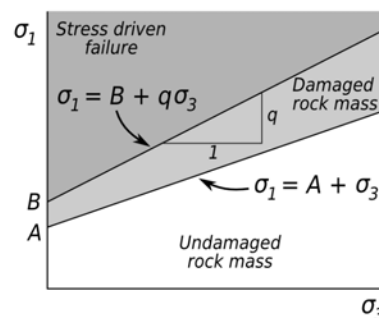 σ1
Stress driven
failure
σ1 = B + qσ3
Damaged
rock mass
q
1
B
A
σ1 = A + σ3
Undamaged
rock mass